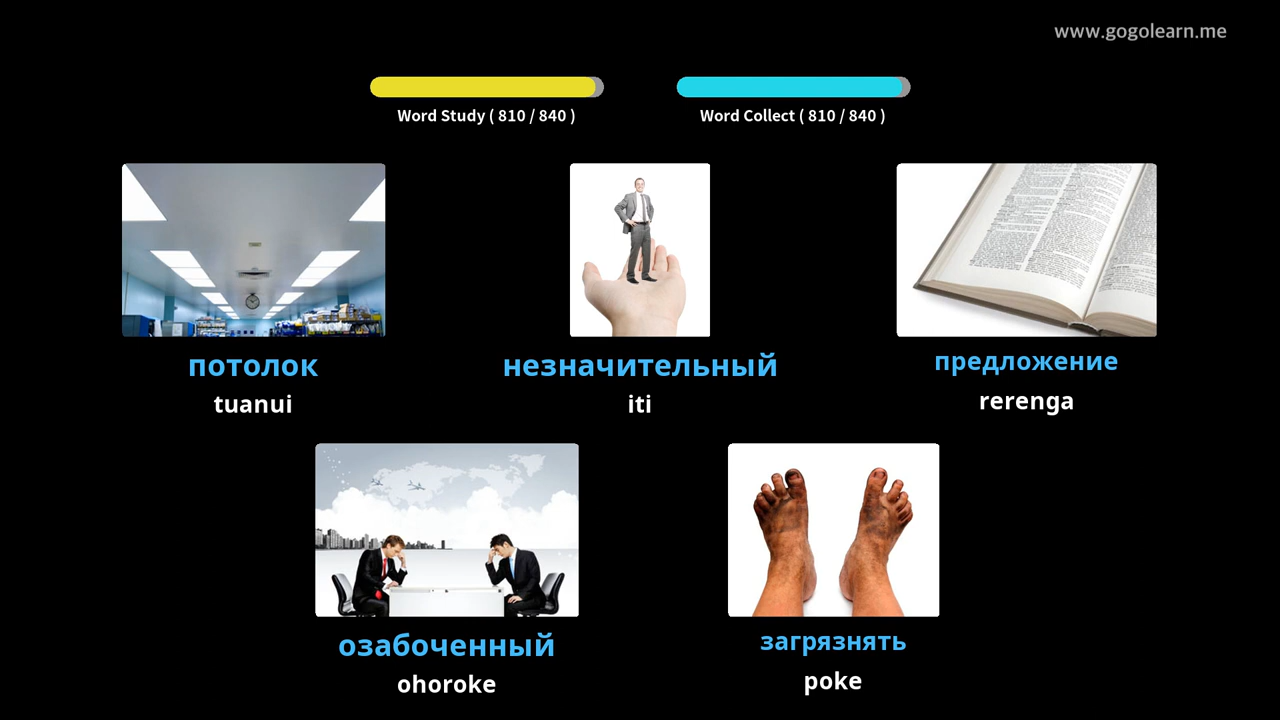 www.gogolearn.me
Word Study ( 810 / 840 )
Word Collect ( 810 / 840 )
потолок
tuanui
незначительный
iti
предложение
rerenga
озабоченный
ohoroke
загрязнять
poke